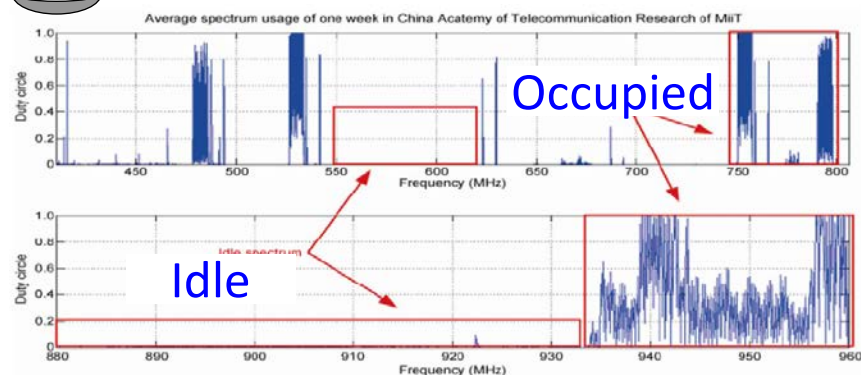 Average spectrum usage of one week in China Acatemy of Telecommunication Research of MIIT
1.0
0.8
0.6
0.4
0.2
0
Duty circle
Occupied
450 500 550 600 650 700 750 800
Frequency (MHz)
1.0
0.8
0.6
0.4
0.2
0
Duty circle
Idle spectrum
Idle
880 890 900 910 920 930 940 950 960
Frequency (MHz)